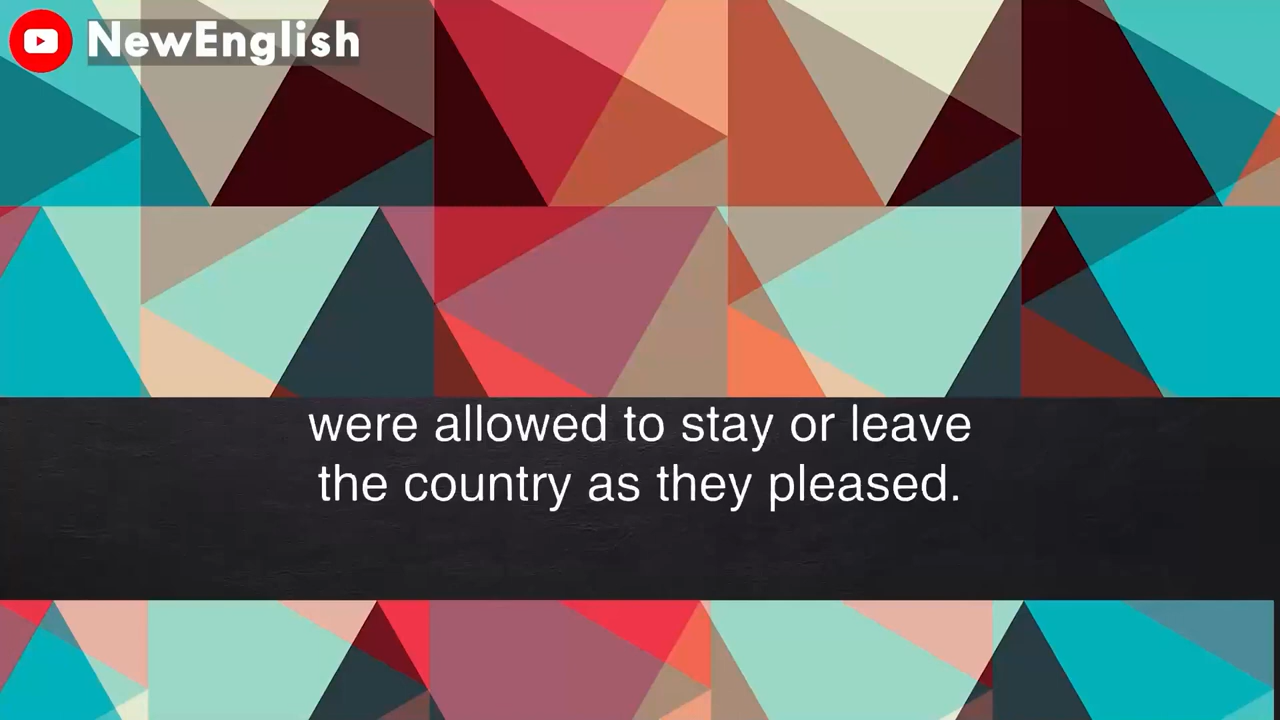 NewEnglish
were allowed to stay or leave
the country as they pleased.